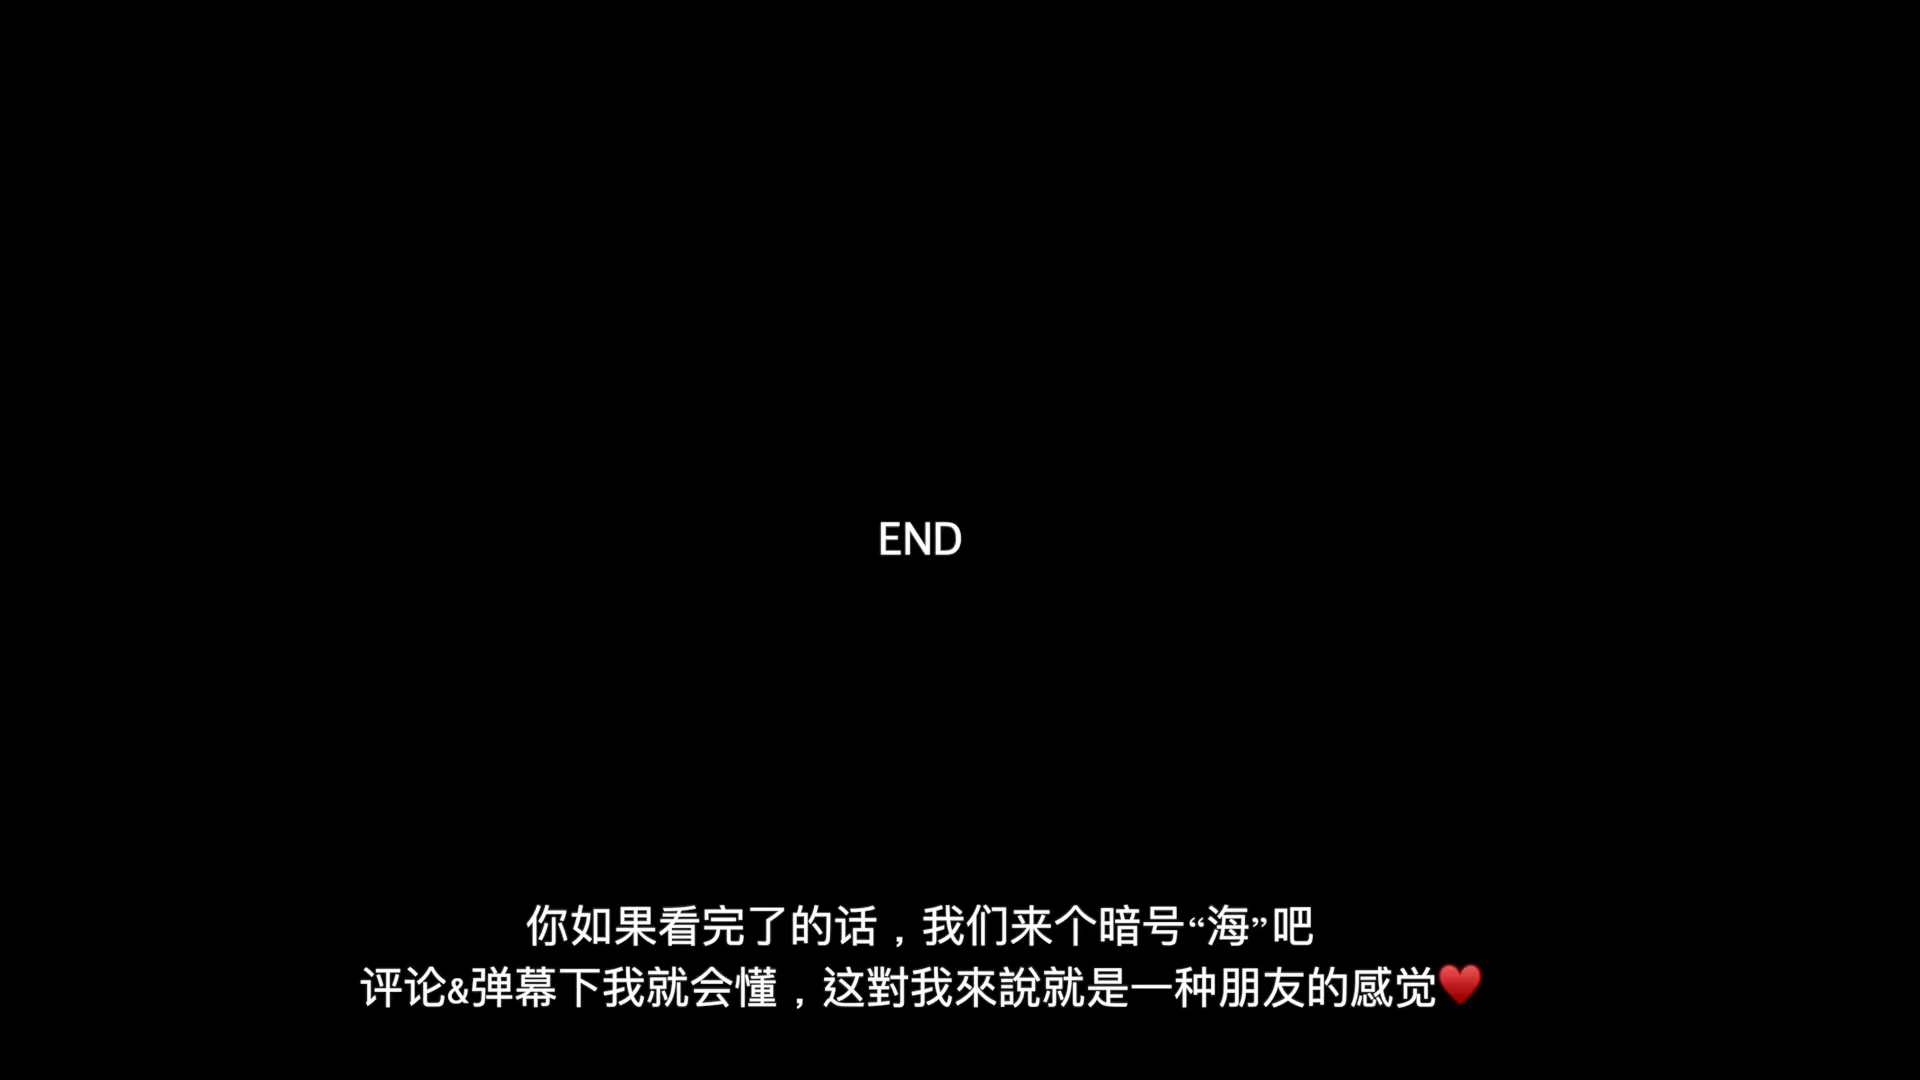 END
你如果看完了的话，我们来个暗号“海”吧
评论&弹幕下我就会懂，这對我來說就是一种朋友的感觉♥️